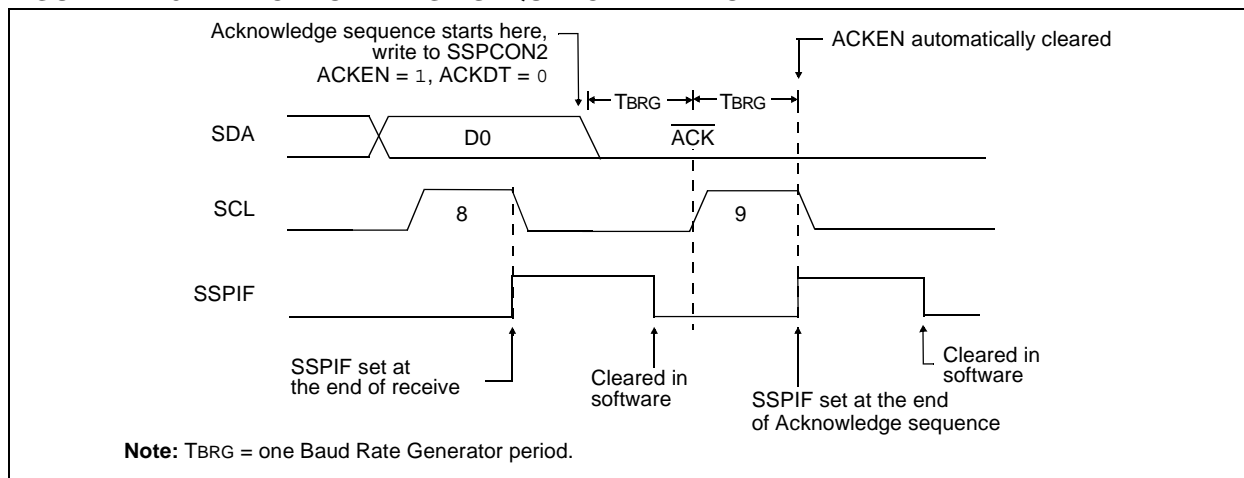 Acknowledge sequence starts here,
write to SSPCON2
ACKEN = 1, ACKDT = 0
ACKEN automatically cleared
TBRG
TBRG
SDA
D0
ACK
SCL
8
9
SSPIF
SSPIF set at
the end of receive
Cleared in
software
SSPIF set at the end
of Acknowledge sequence
Cleared in
software
Note: TBRG = one Baud Rate Generator period.